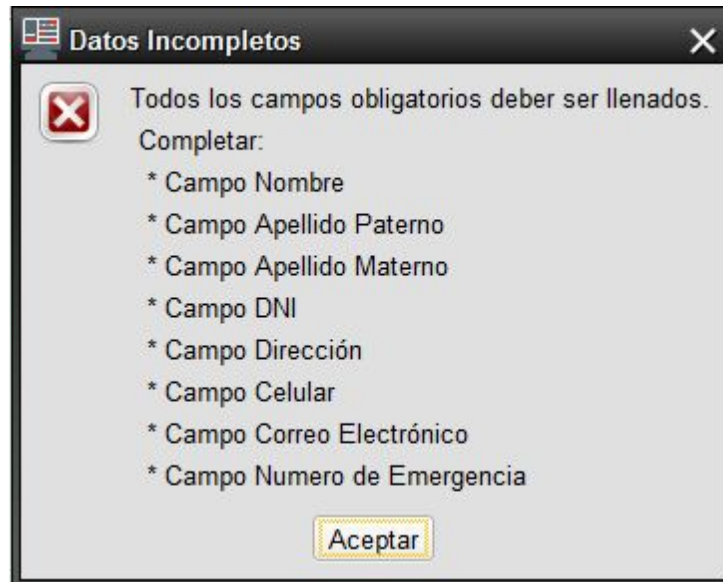 Datos Incompletos
Todos los campos obligatorios deber ser llenados.
Completar:
* Campo Nombre
* Campo Apellido Paterno
* Campo Apellido Materno
* Campo DNI
* Campo Dirección
* Campo Celular
* Campo Correo Electrónico
* Campo Numero de Emergencia
Aceptar